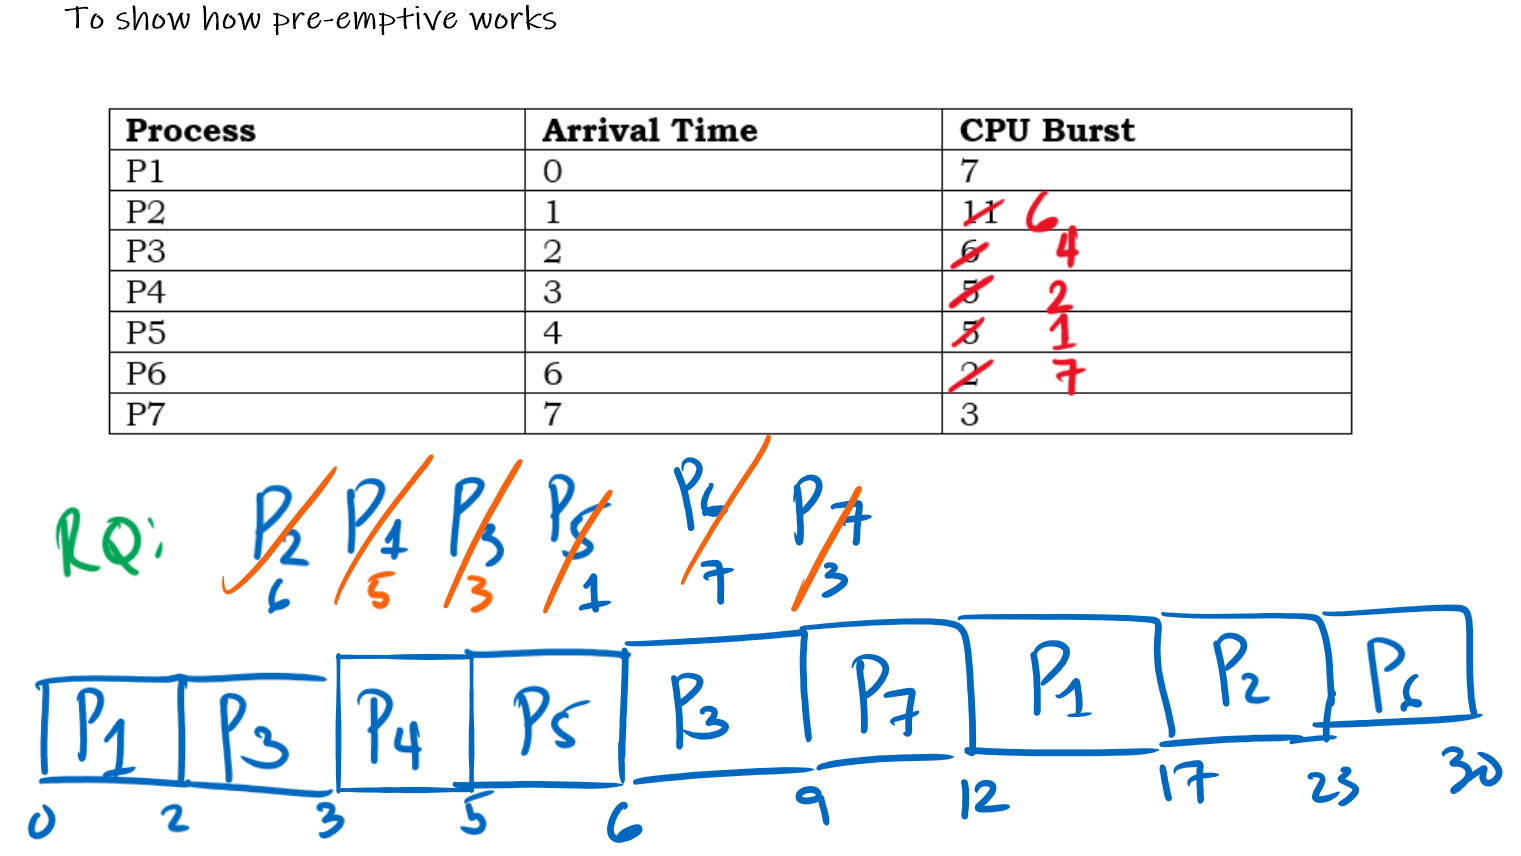 To show how pre-emptive works
Process Arrival Time CPU Burst
P1 0 7
P2 1 11 6
P3 2 6 4
P4 3 5 2
P5 4 5 1
P6 6 2 7
P7 7 3
RQ: P2 P1 P3 P5 P6 P7
6 5 3 1 7 3
P1 P3 P4 P5 P3 P7 P1 P2 P6
0 2 3 5 6 9 12 17 23 30